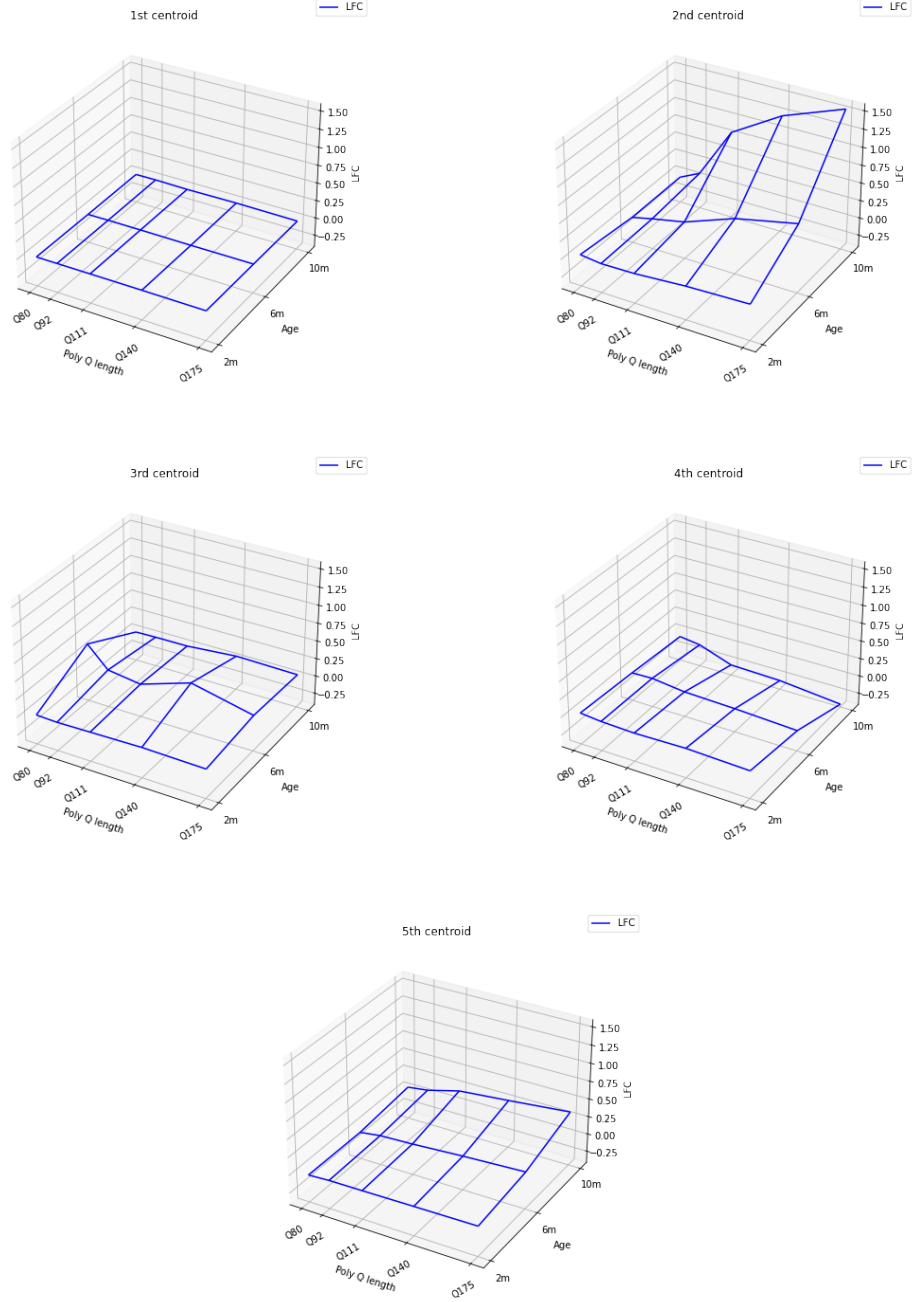 1st centroid
LFC
1.50
1.25
1.00
0.75
0.50
0.25
0.00
−0.25
LFC
Q80
Q92
Q111
Q140
Q175
Poly Q length
2m
6m
10m
Age
2nd centroid
LFC
1.50
1.25
1.00
0.75
0.50
0.25
0.00
−0.25
LFC
Q80
Q92
Q111
Q140
Q175
Poly Q length
2m
6m
10m
Age
3rd centroid
LFC
1.50
1.25
1.00
0.75
0.50
0.25
0.00
−0.25
LFC
Q80
Q92
Q111
Q140
Q175
Poly Q length
2m
6m
10m
Age
4th centroid
LFC
1.50
1.25
1.00
0.75
0.50
0.25
0.00
−0.25
LFC
Q80
Q92
Q111
Q140
Q175
Poly Q length
2m
6m
10m
Age
5th centroid
LFC
1.50
1.25
1.00
0.75
0.50
0.25
0.00
−0.25
LFC
Q80
Q92
Q111
Q140
Q175
Poly Q length
2m
6m
10m
Age